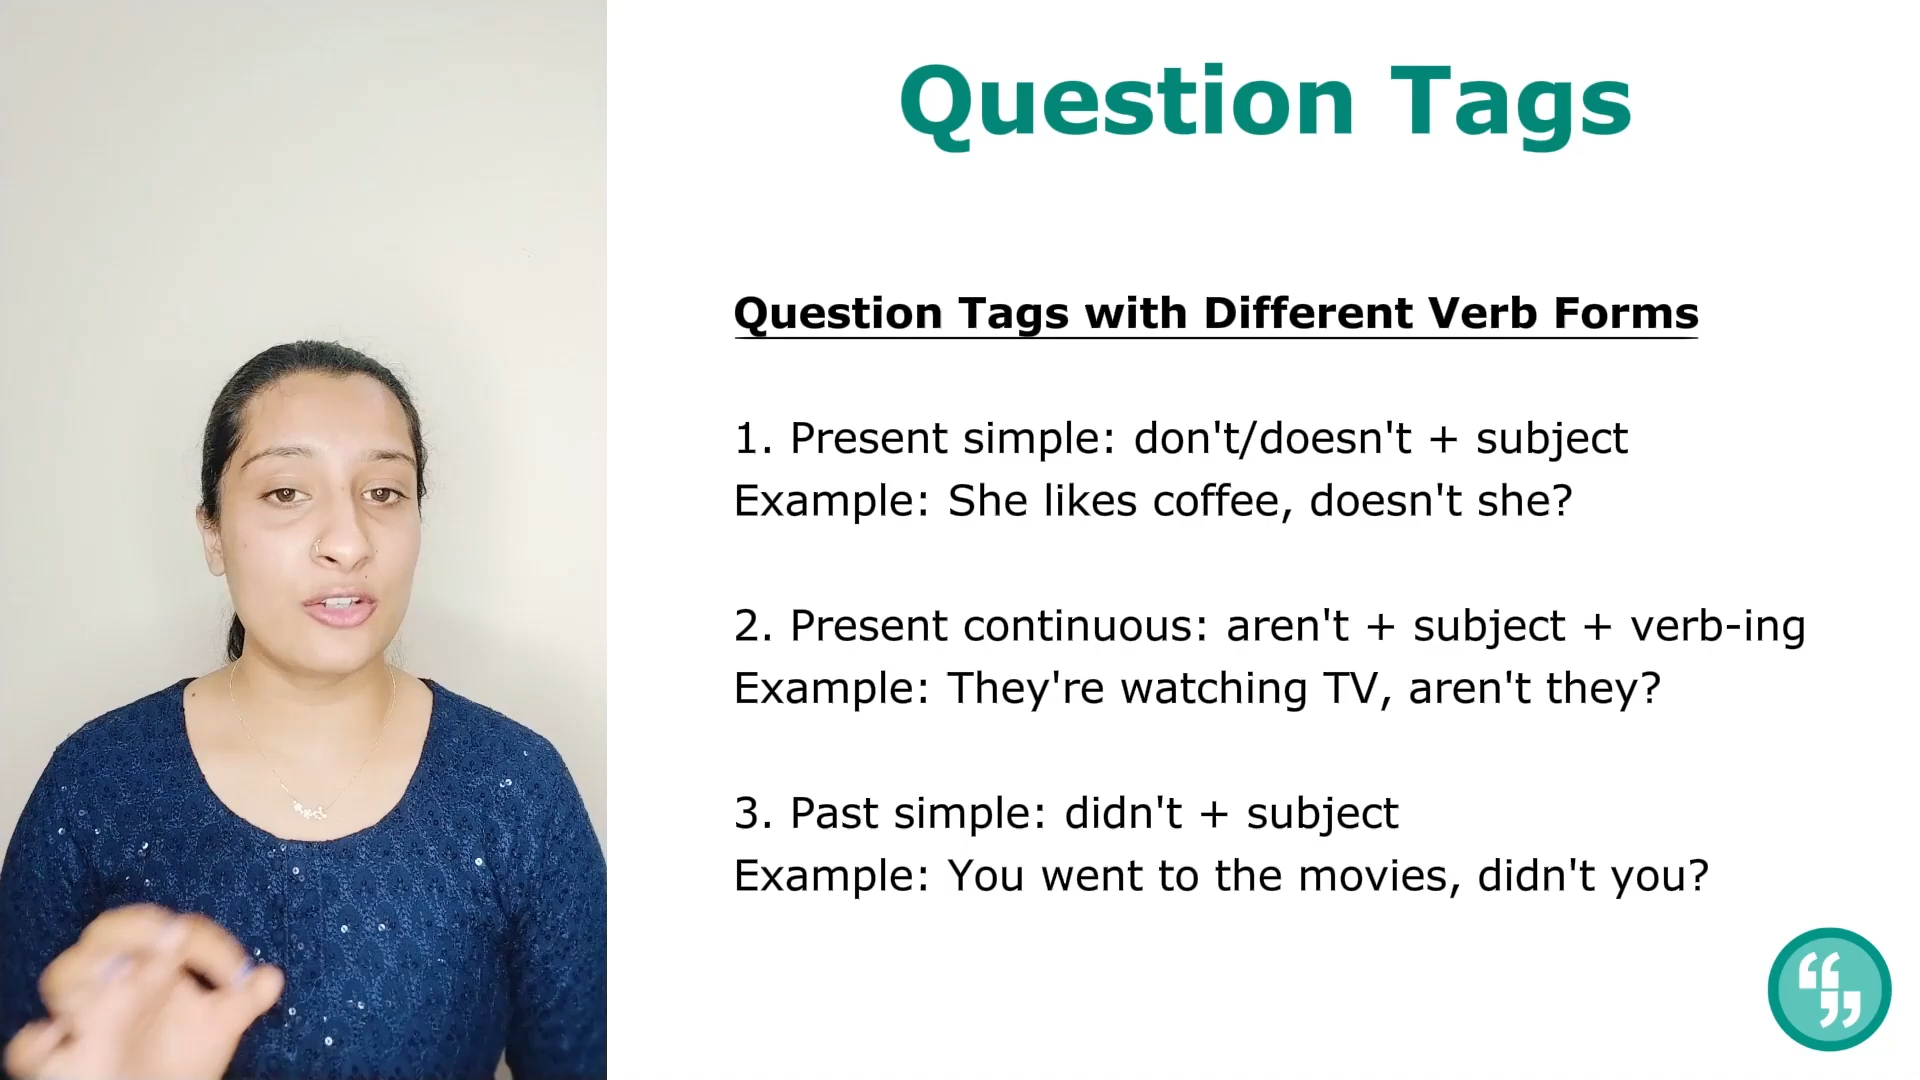 Question Tags
Question Tags with Different Verb Forms
1. Present simple: don't/doesn't + subject
Example: She likes coffee, doesn't she?
2. Present continuous: aren't + subject + verb-ing
Example: They're watching TV, aren't they?
3. Past simple: didn't + subject
Example: You went to the movies, didn't you?